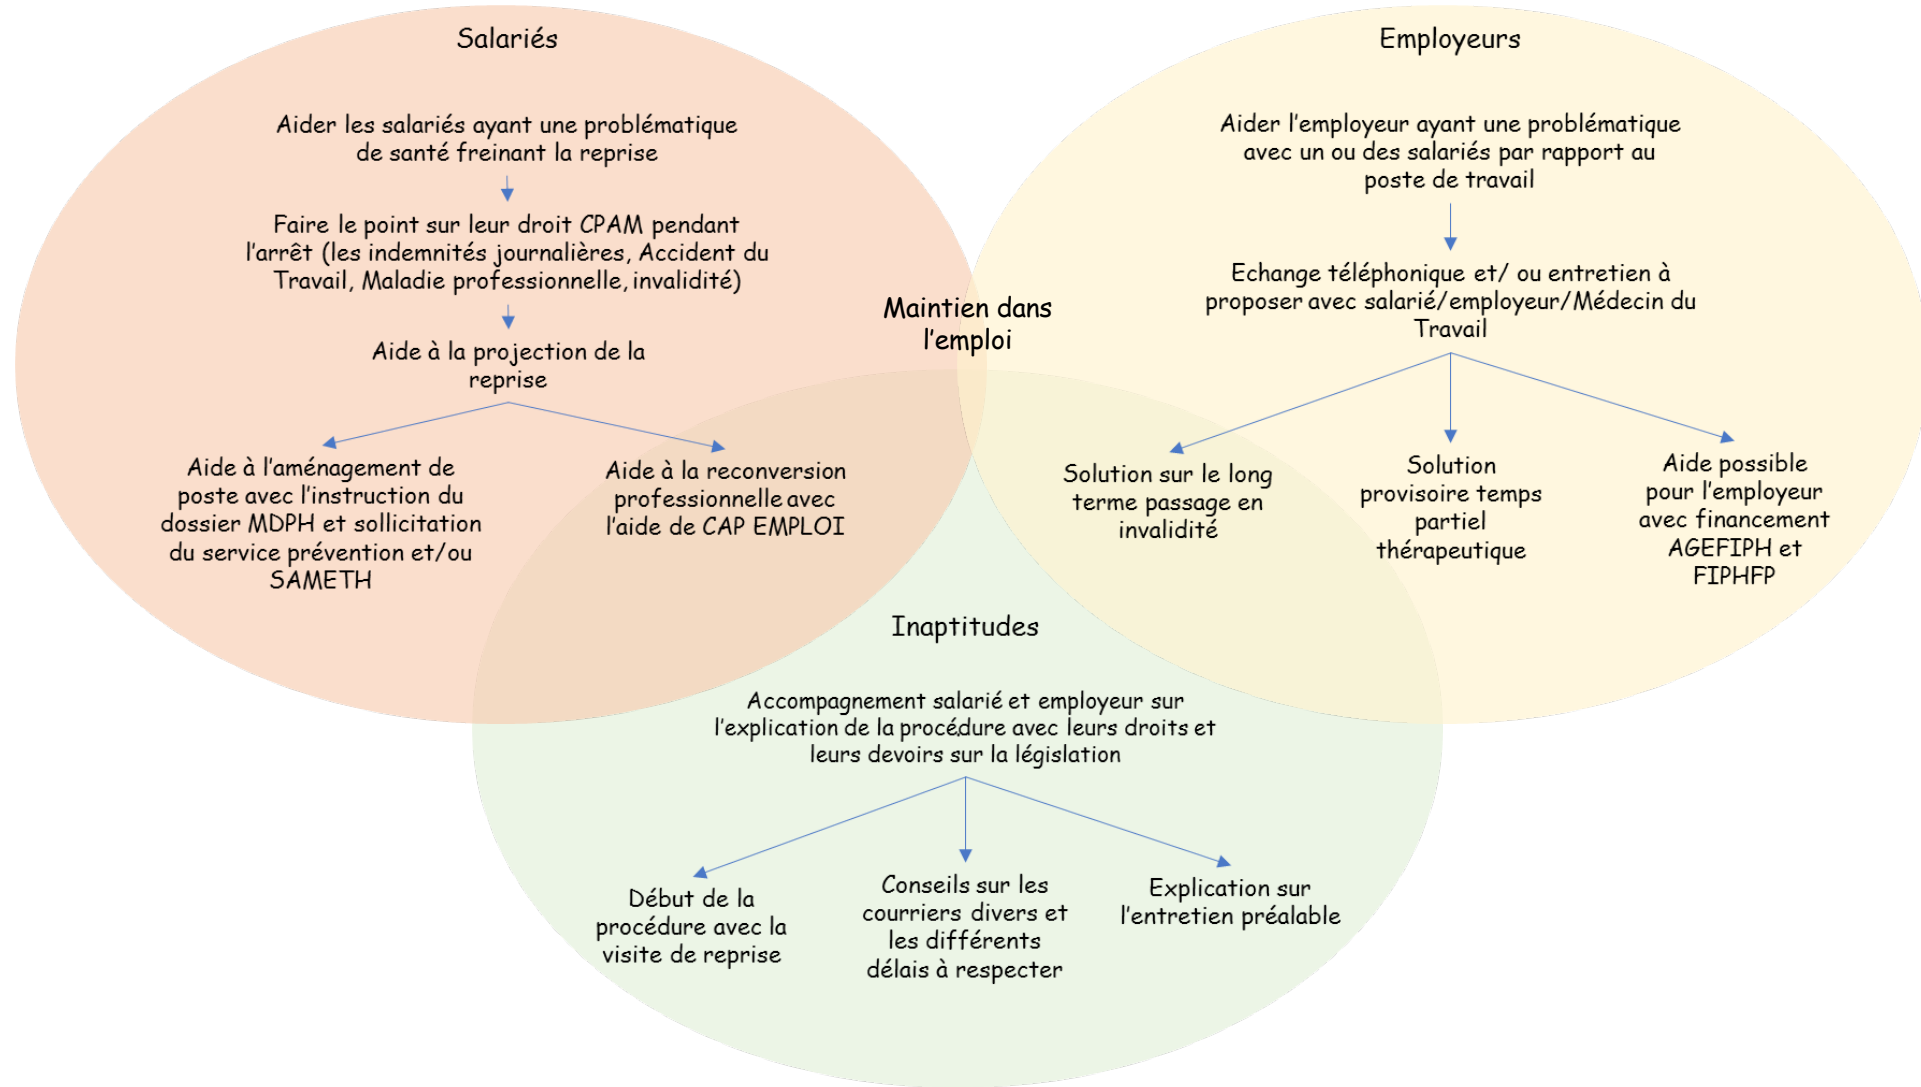 Salariés
Aider les salariés ayant une problématique
de santé freinant la reprise
Faire le point sur leur droit CPAM pendant
l'arrêt (les indemnités journalières, Accident du
Travail, Maladie professionnelle, invalidité)
Aide à la projection de la
reprise
Aide à l'aménagement de
poste avec l'instruction du
dossier MDPH et sollicitation
du service prévention et/ou
SAMETH
Aide à la reconversion
professionnelle avec
l'aide de CAP EMPLOI
Maintien dans
l'emploi
Employeurs
Aider l'employeur ayant une problématique
avec un ou des salariés par rapport au
poste de travail
Echange téléphonique et/ ou entretien à
proposer avec salarié/employeur/Médecin du
Travail
Solution sur le long
terme passage en
invalidité
Solution
provisoire temps
partiel
thérapeutique
Aide possible
pour l'employeur
avec financement
AGEFIPH et
FIPHFP
Inaptitudes
Accompagnement salarié et employeur sur
l'explication de la procédure avec leurs droits et
leurs devoirs sur la législation
Début de la
procédure avec la
visite de reprise
Conseils sur les
courriers divers et
les différents
délais à respecter
Explication sur
l'entretien préalable